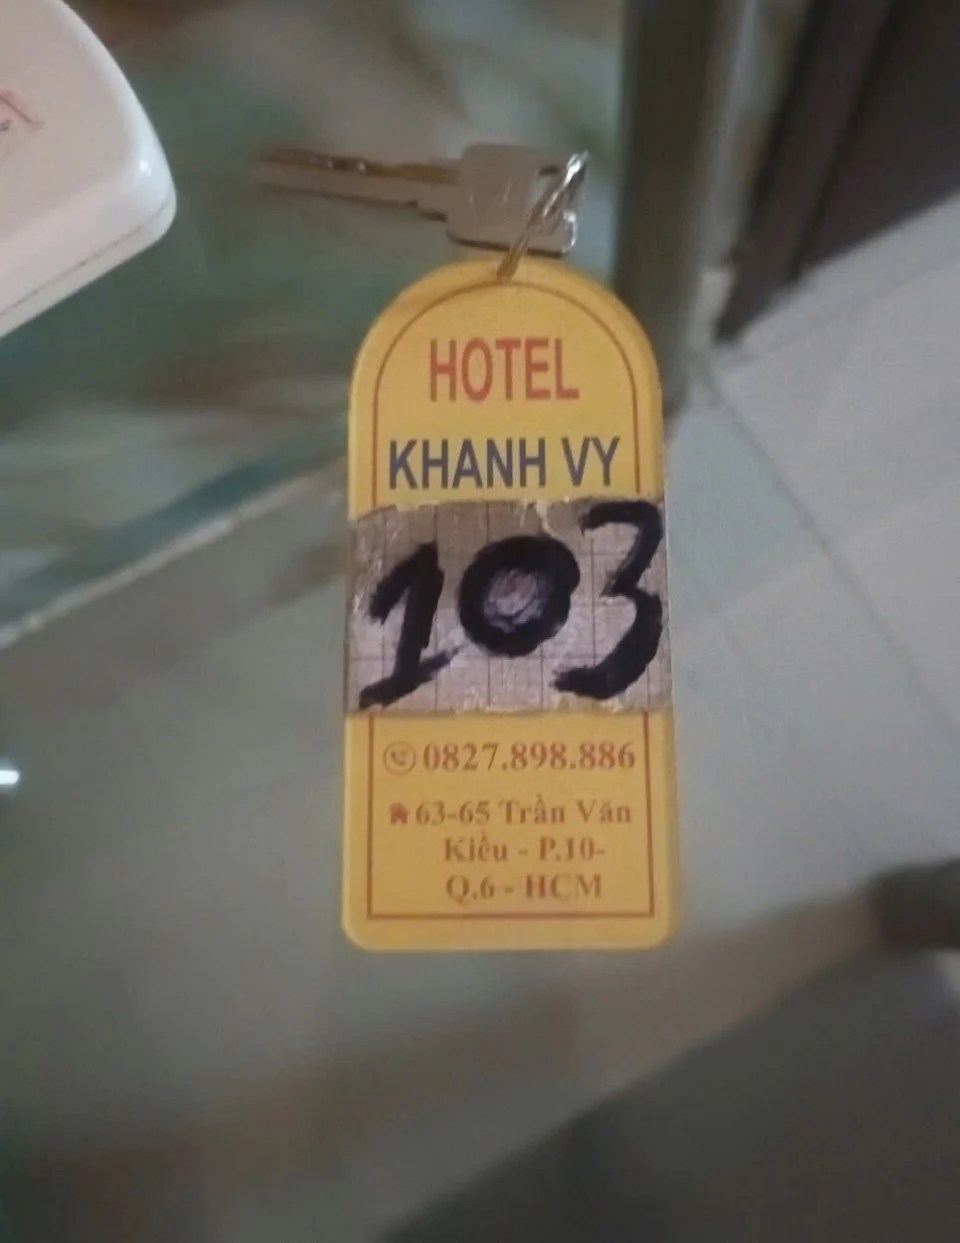 HOTEL
KHANH VY
103
0827.898.886
63-65 Trần Văn
Kiều - P.10-
Q.6 - HCM